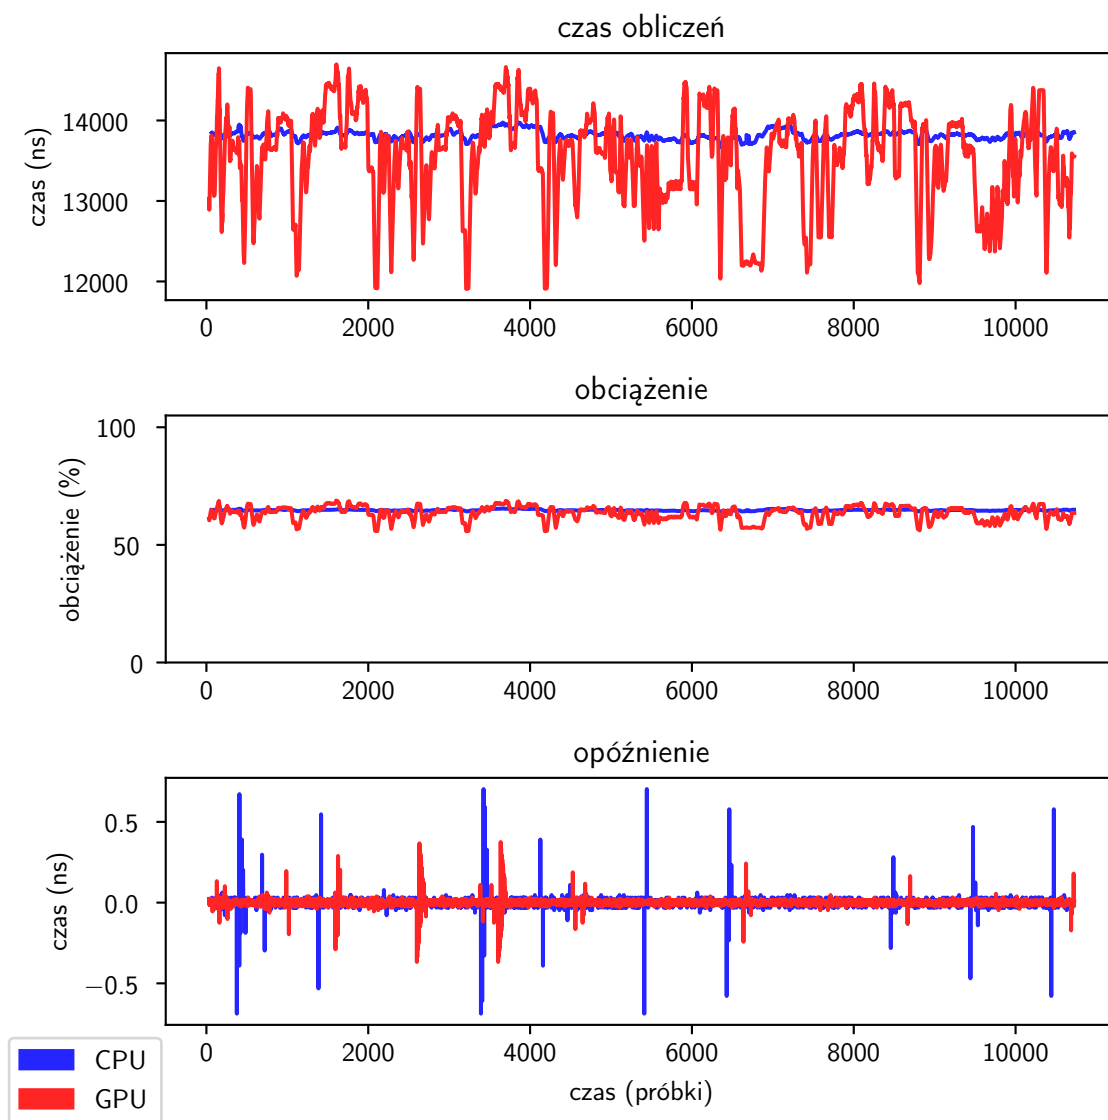 czas obliczeń
czas (ns)
14000
13000
12000
0 2000 4000 6000 8000 10000
obciążenie
obciążenie (%)
100
50
0
0 2000 4000 6000 8000 10000
opóźnienie
czas (ns)
0.5
0.0
−0.5
0 2000 4000 6000 8000 10000
czas (próbki)
CPU
GPU